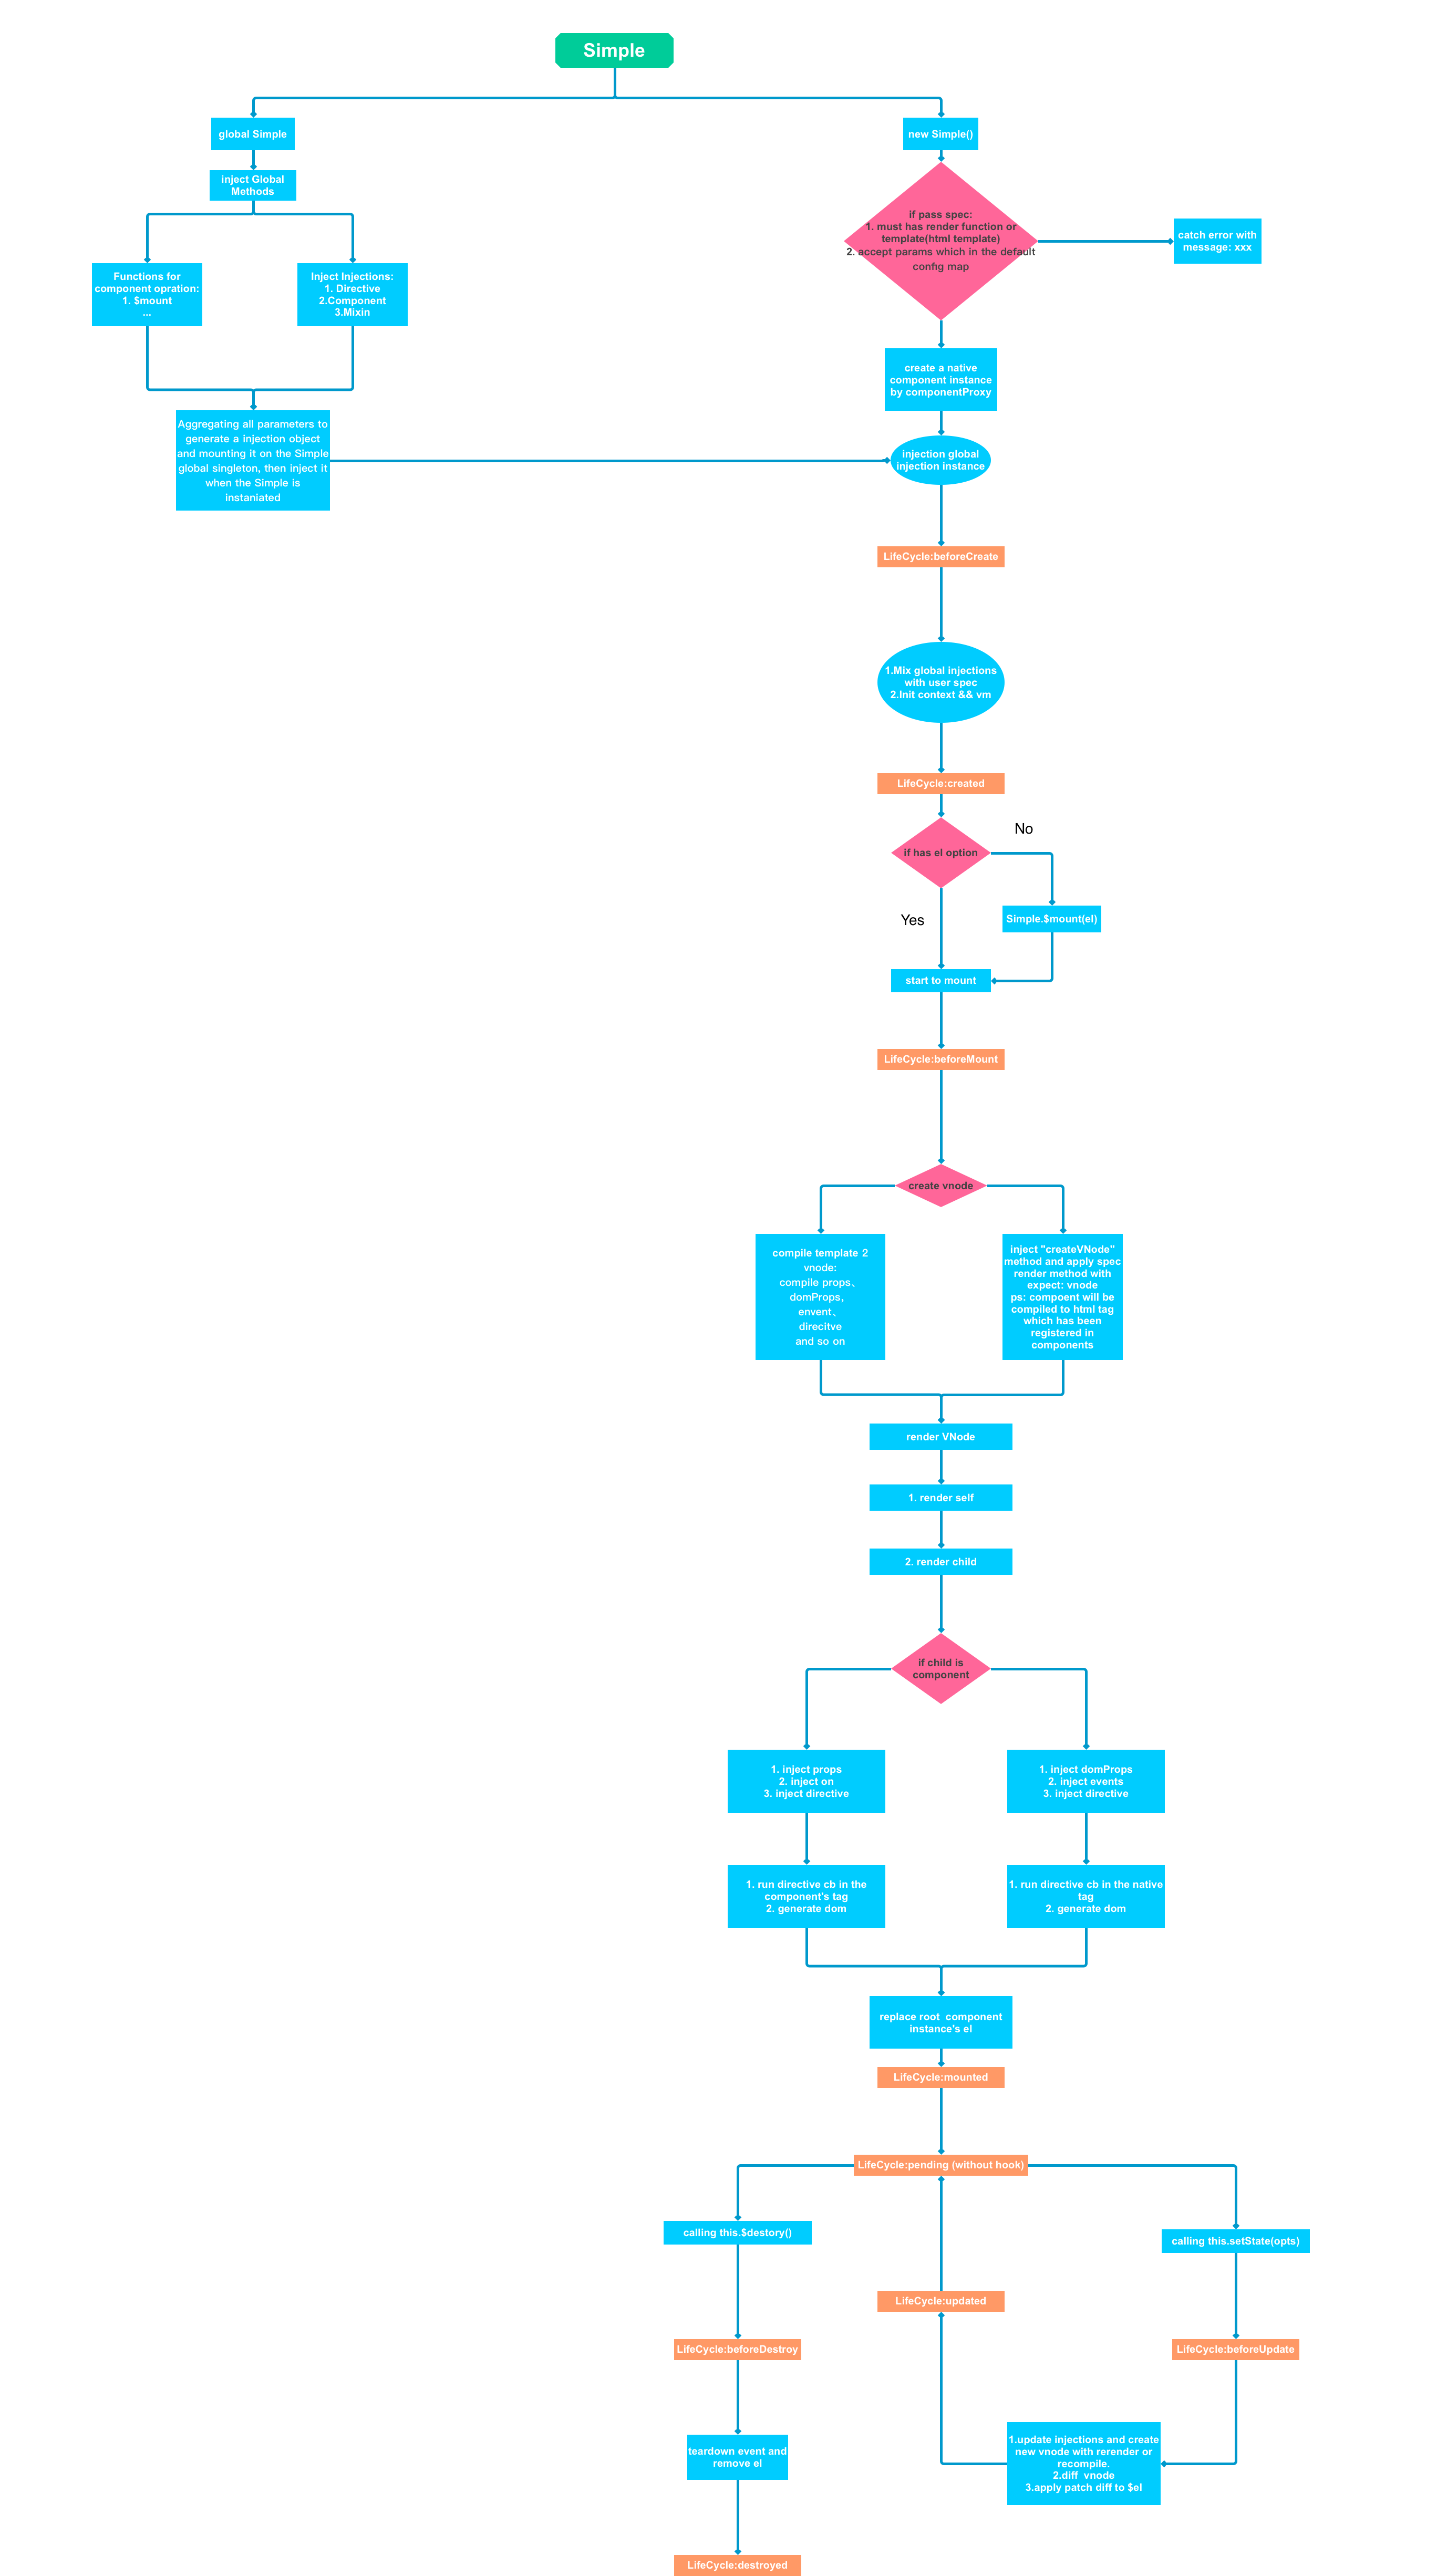 Simple
global Simple
new Simple()
inject Global
Methods
if pass spec:
1. must has render function or
template(html template)
2. accept params which in the default
config map
catch error with
message: xxx
Functions for
component opration:
1. $mount
...
Inject Injections:
1. Directive
2.Component
3.Mixin
create a native
component instance
by componentProxy
Aggregating all parameters to
generate a injection object
and mounting it on the Simple
global singleton, then inject it
when the Simple is
instaniated
injection global
injection instance
LifeCycle:beforeCreate
1.Mix global injections
with user spec
2.Init context && vm
LifeCycle:created
No
if has el option
Yes
Simple.$mount(el)
start to mount
LifeCycle:beforeMount
create vnode
compile template 2
vnode:
compile props、
domProps,
envent、
direcitve
and so on
inject "createVNode"
method and apply spec
render method with
expect: vnode
ps: compoent will be
compiled to html tag
which has been
registered in
components
render VNode
1. render self
2. render child
if child is
component
1. inject props
2. inject on
3. inject directive
1. inject domProps
2. inject events
3. inject directive
1. run directive cb in the
component's tag
2. generate dom
1. run directive cb in the native
tag
2. generate dom
replace root  component
instance's el
LifeCycle:mounted
LifeCycle:pending (without hook)
calling this.$destory()
calling this.setState(opts)
LifeCycle:updated
LifeCycle:beforeDestroy
LifeCycle:beforeUpdate
teardown event and
remove el
1.update injections and create
new vnode with rerender or
recompile.
2.diff  vnode
3.apply patch diff to $el
LifeCycle:destroyed